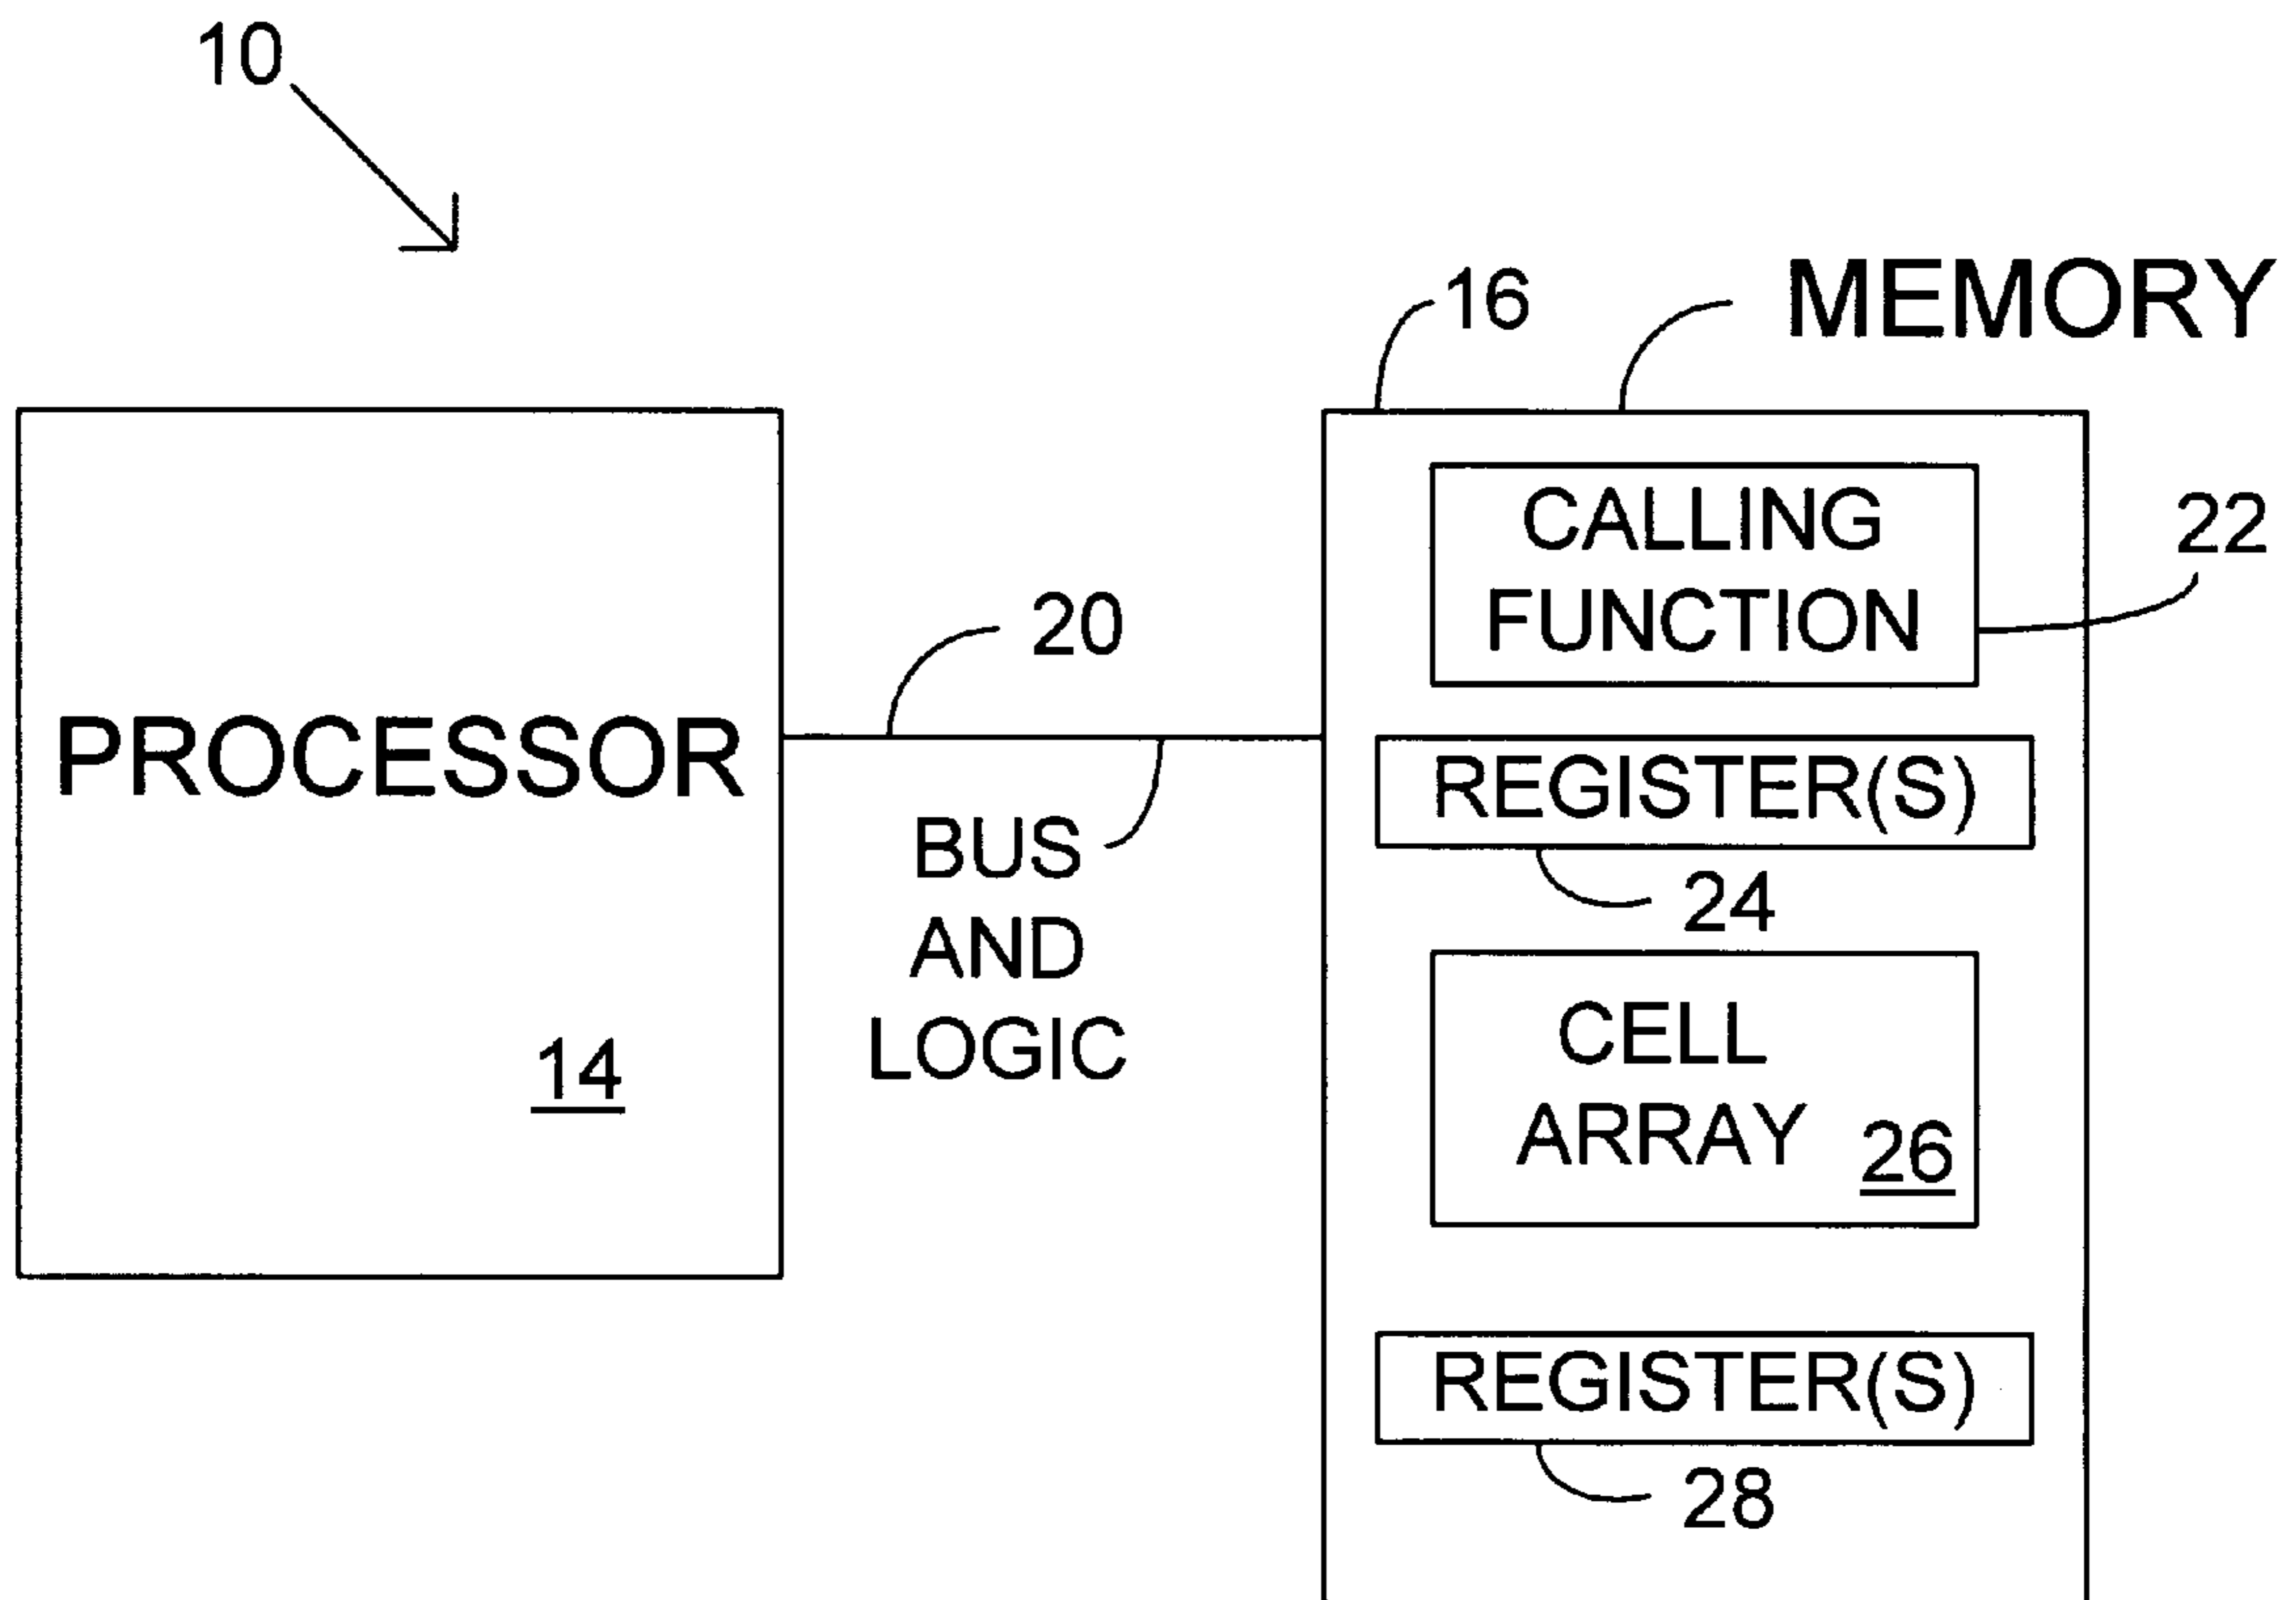 10
16
MEMORY
CALLING
FUNCTION
22
20
PROCESSOR
REGISTER(S)
BUS
AND
LOGIC
24
CELL
ARRAY
26
14
REGISTER(S)
28